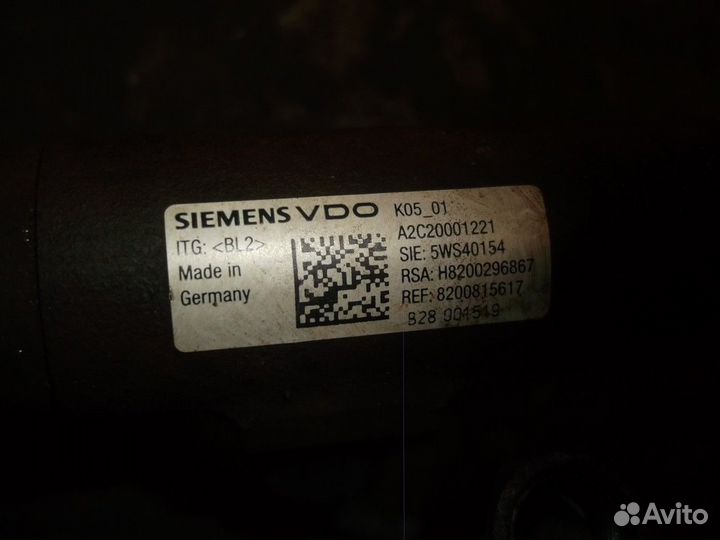 SIEMENS VDO
ITG: <BL2>
Made in
Germany
K05_01
A2C20001221
SIE: 5WS40154
RSA: H8200296867
REF: 8200815617
B28 001519
Avito